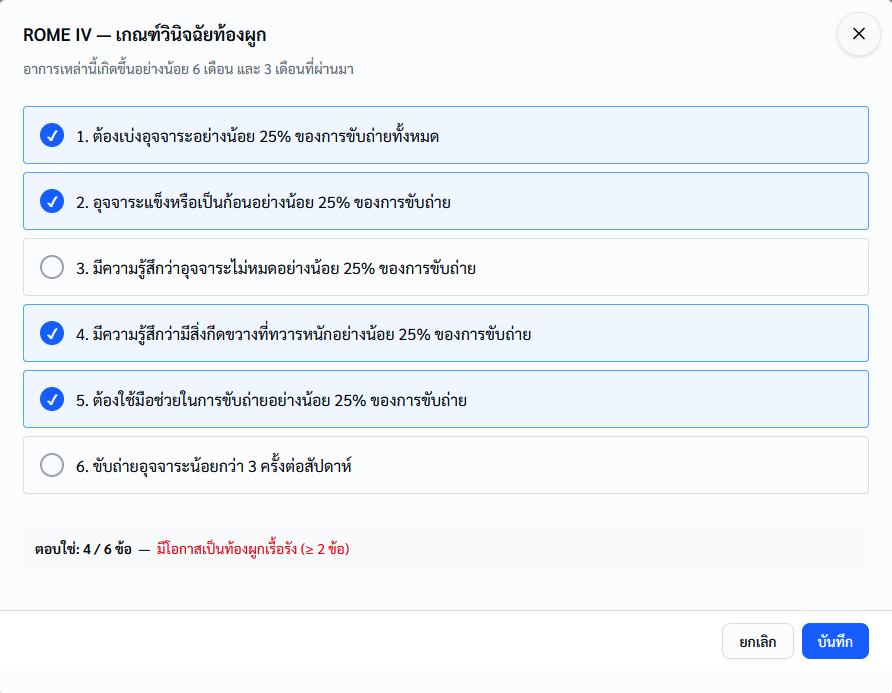 ROME IV — เกณฑ์วินิจฉัยท้องผูก
อาการเหล่านี้เกิดขึ้นอย่างน้อย 6 เดือน และ 3 เดือนที่ผ่านมา
1. ต้องเบ่งอุจจาระอย่างน้อย 25% ของการขับถ่ายทั้งหมด
2. อุจจาระแข็งหรือเป็นก้อนอย่างน้อย 25% ของการขับถ่าย
3. มีความรู้สึกว่าอุจจาระไม่หมดอย่างน้อย 25% ของการขับถ่าย
4. มีความรู้สึกว่ามีสิ่งกีดขวางที่ทวารหนักอย่างน้อย 25% ของการขับถ่าย
5. ต้องใช้มือช่วยในการขับถ่ายอย่างน้อย 25% ของการขับถ่าย
6. ขับถ่ายอุจจาระน้อยกว่า 3 ครั้งต่อสัปดาห์
ตอบใช่: 4 / 6 ข้อ — มีโอกาสเป็นท้องผูกเรื้อรัง (≥ 2 ข้อ)
ยกเลิก บันทึก